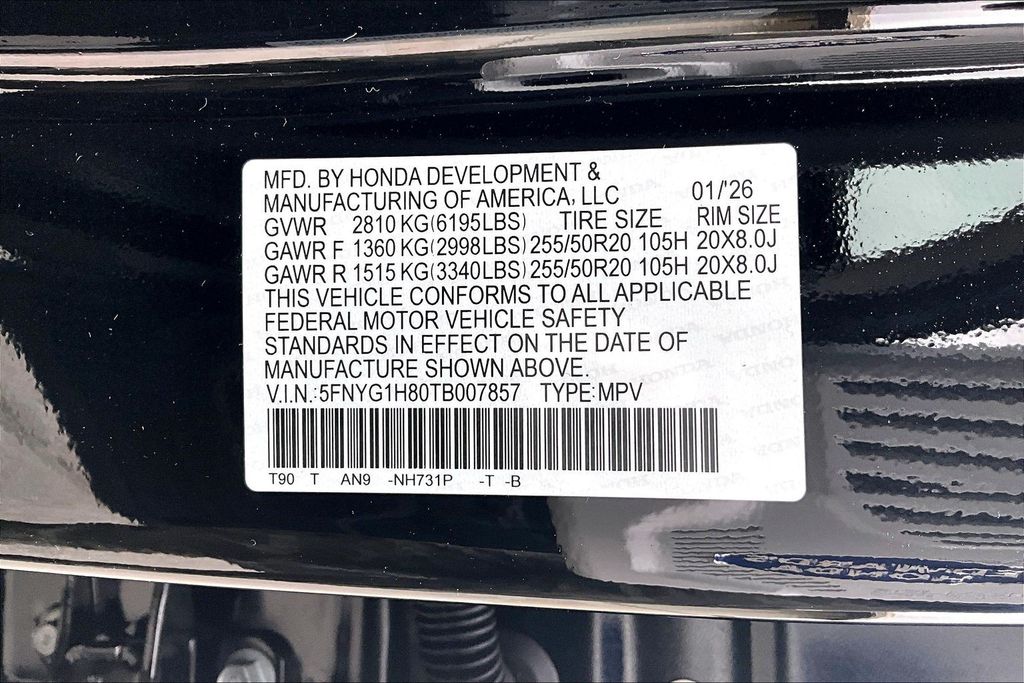 MFD. BY HONDA DEVELOPMENT &
MANUFACTURING OF AMERICA, LLC 01/'26
GVWR 2810 KG(6195LBS) TIRE SIZE RIM SIZE
GAWR F 1360 KG(2998LBS) 255/50R20 105H 20X8.0J
GAWR R 1515 KG(3340LBS) 255/50R20 105H 20X8.0J
THIS VEHICLE CONFORMS TO ALL APPLICABLE
FEDERAL MOTOR VEHICLE SAFETY
STANDARDS IN EFFECT ON THE DATE OF
MANUFACTURE SHOWN ABOVE.
V.I.N.:5FNYG1H80TB007857 TYPE:MPV
T90 T AN9 -NH731P -T -B